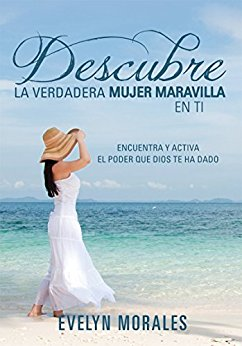 Descubre
LA VERDADERA MUJER MARAVILLA
EN TI
ENCUENTRA Y ACTIVA
EL PODER QUE DIOS TE HA DADO
EVELYN MORALES